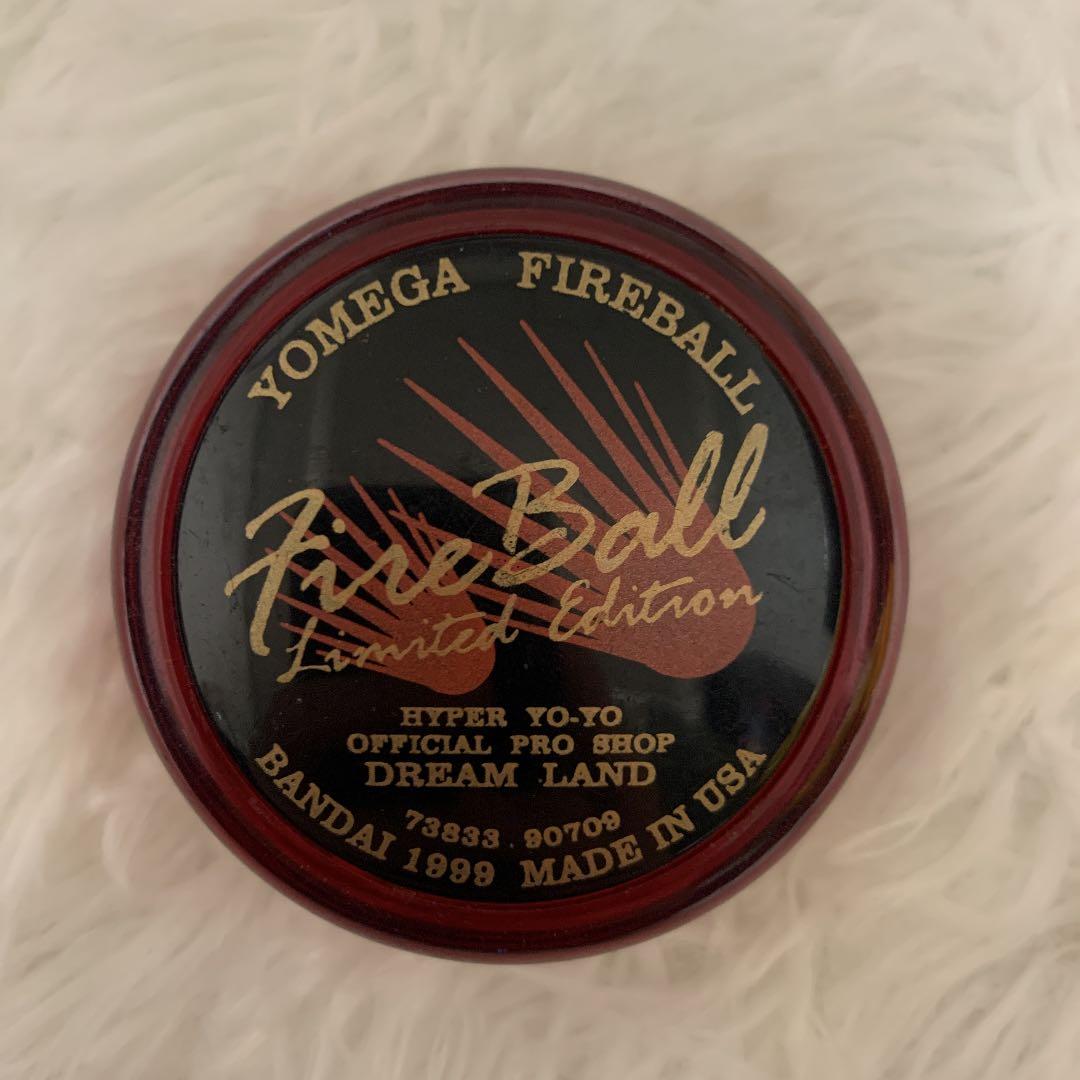 YOMEGA FIREBALL
Fire Ball
Limited Edition
HYPER YO-YO
OFFICIAL PRO SHOP
DREAM LAND
73833 90709
BANDAI 1999 MADE IN USA